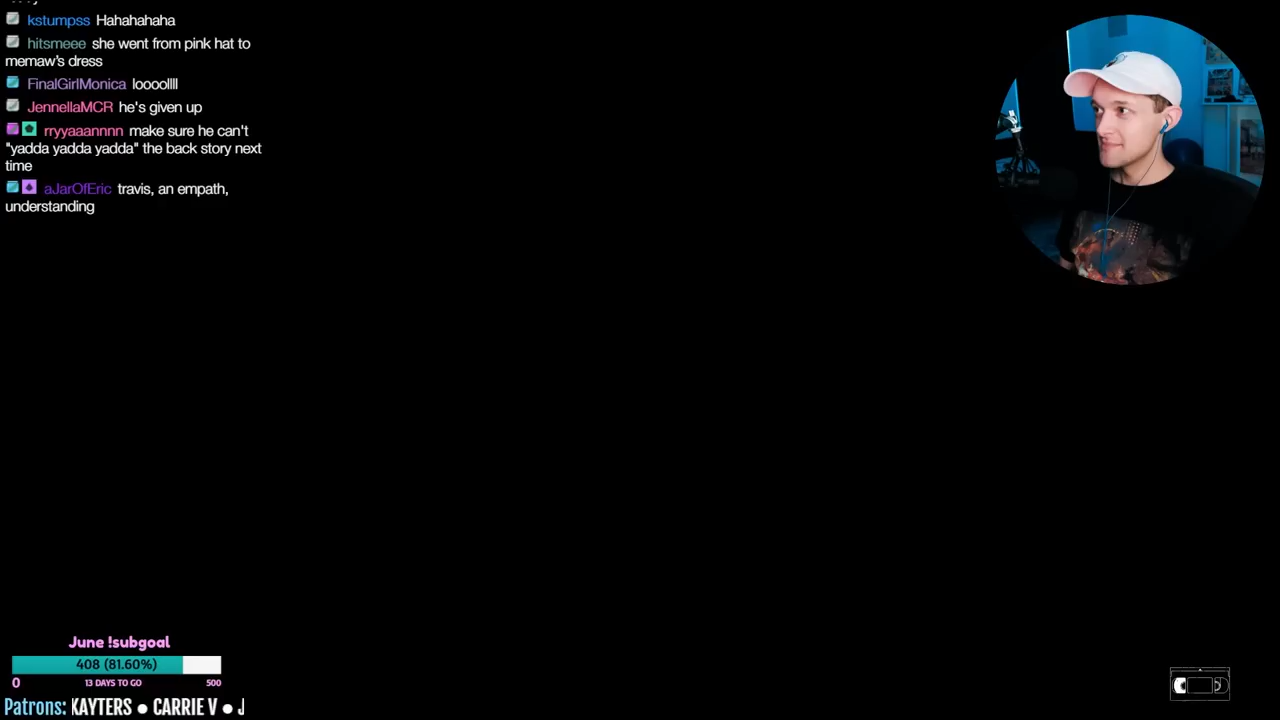 kstumpss Hahahahaha
hitsmeee she went from pink hat to
memaw's dress
FinalGirlMonica loooollll
JennellaMCR he's given up
rryyaaannnn make sure he can't
"yadda yadda yadda" the back story next
time
aJarOfEric travis, an empath,
understanding
June !subgoal
408 (81.60%)
0 13 DAYS TO GO 500
Patrons: KAYTERS ● CARRIE V ● J